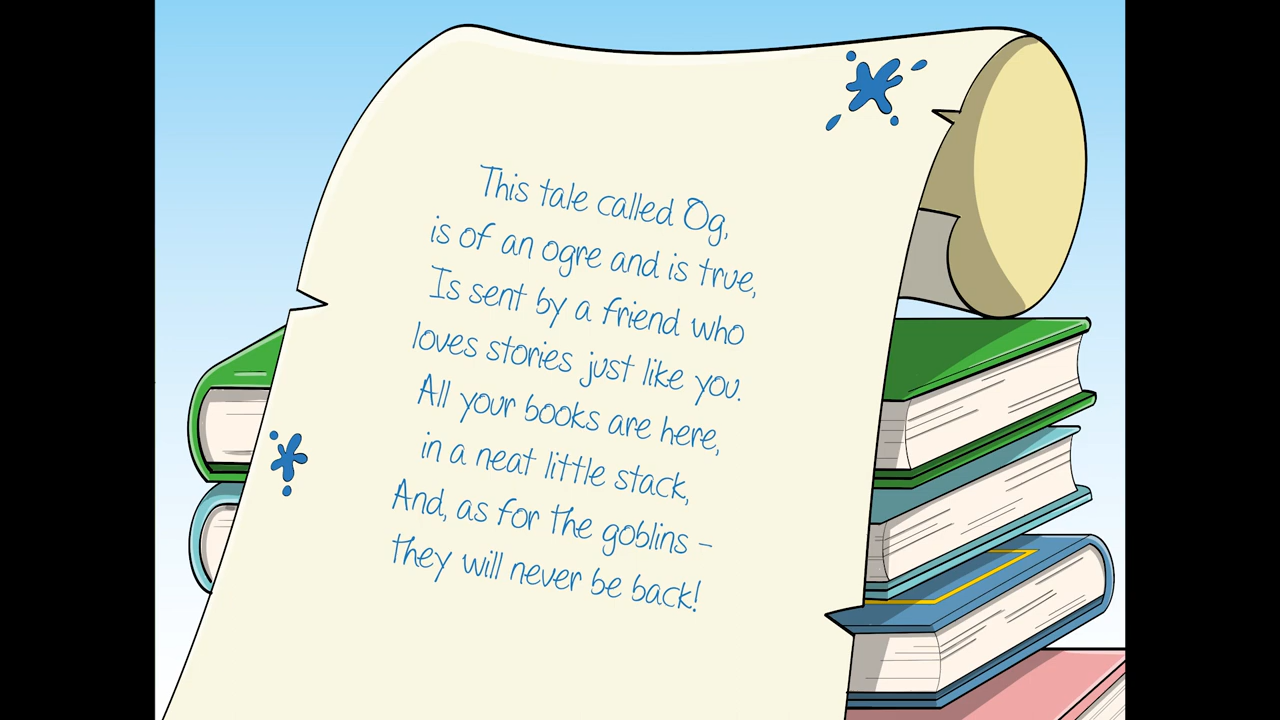 This tale called Og,
is of an ogre and is true,
Is sent by a friend who
loves stories just like you.
All your books are here,
in a neat little stack,
And, as for the goblins –
they will never be back!